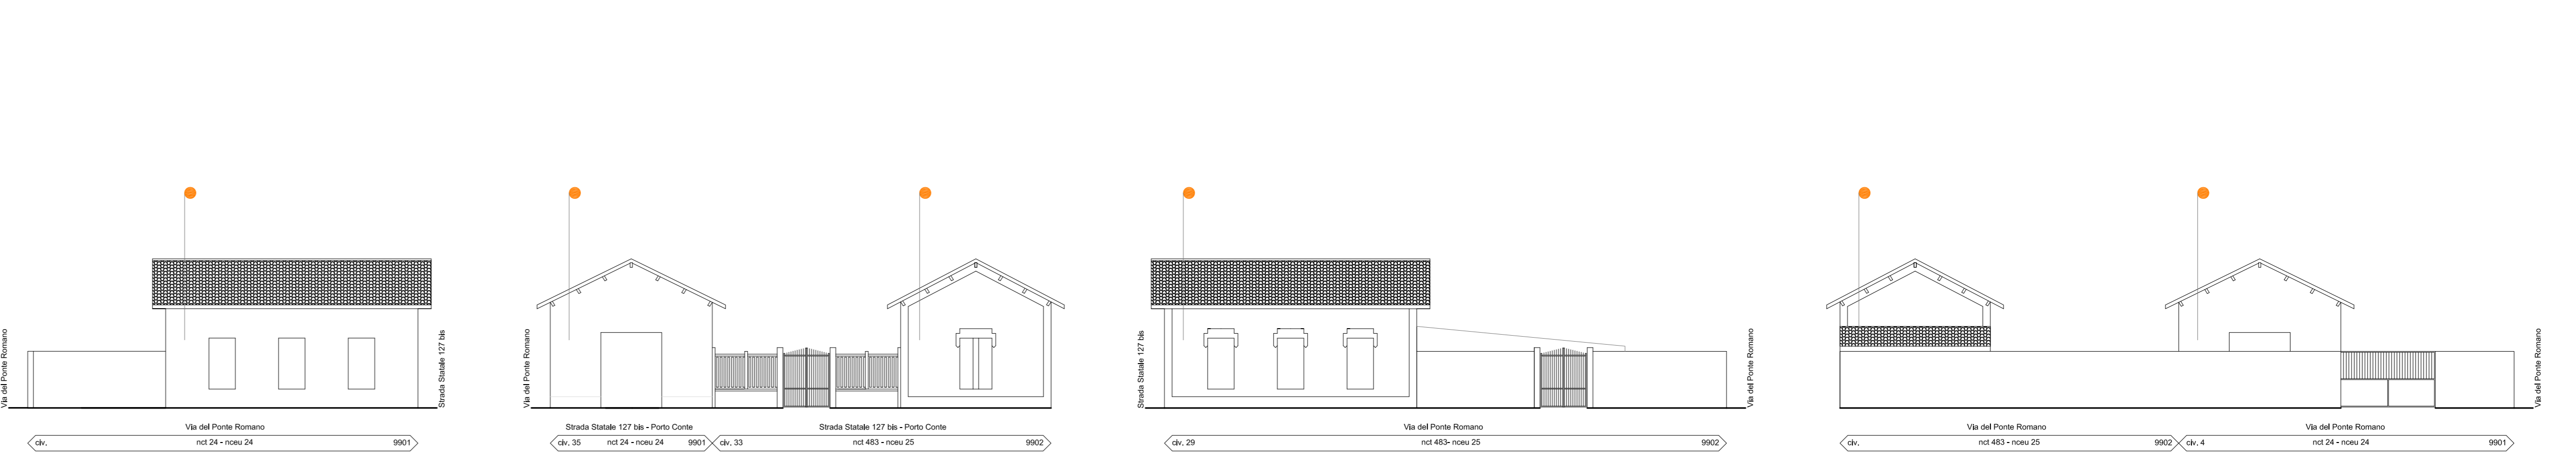 Via del Ponte Romano
Strada Statale 127 bis
Via del Ponte Romano
civ. nct 24 - nceu 24 9901
Via del Ponte Romano
Strada Statale 127 bis - Porto Conte
civ. 35 nct 24 - nceu 24 9901
Strada Statale 127 bis - Porto Conte
civ. 33 nct 483 - nceu 25 9902
Strada Statale 127 bis
Via del Ponte Romano
Via del Ponte Romano
civ. 29 nct 483- nceu 25 9902
Via del Ponte Romano
civ. nct 483 - nceu 25 9902
Via del Ponte Romano
civ. 4 nct 24 - nceu 24 9901
Via del Ponte Romano